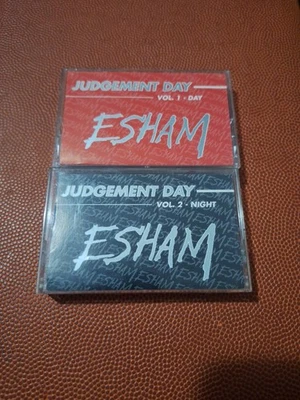 JUDGEMENT DAY
VOL. 1 - DAY
ESHAM
JUDGEMENT DAY
VOL. 2 - NIGHT
ESHAM